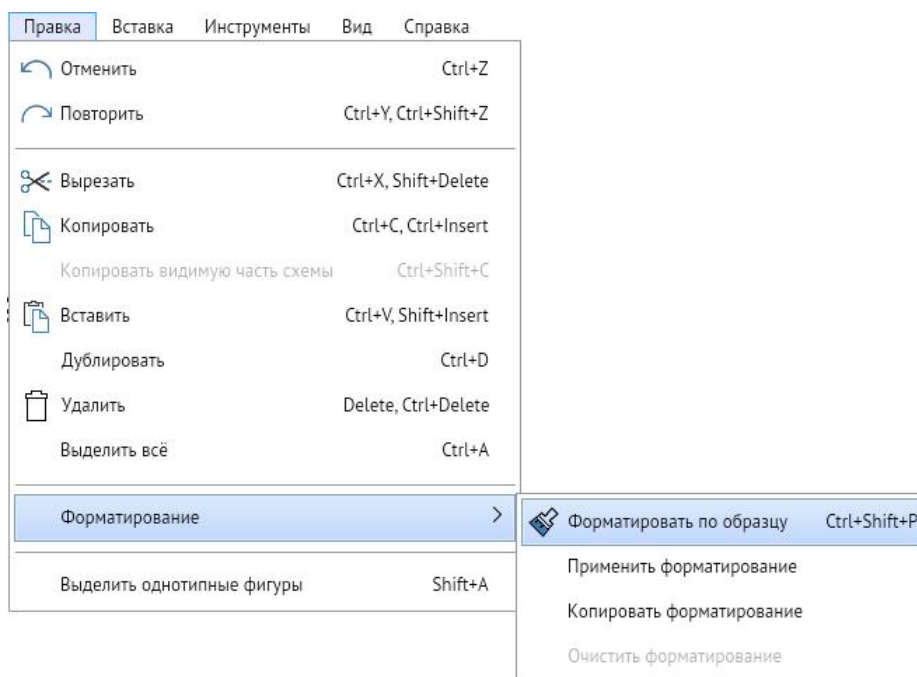 Правка Вставка Инструменты Вид Справка
Отменить Ctrl+Z
Повторить Ctrl+Y, Ctrl+Shift+Z
Вырезать Ctrl+X, Shift+Delete
Копировать Ctrl+C, Ctrl+Insert
Копировать видимую часть схемы Ctrl+Shift+C
Вставить Ctrl+V, Shift+Insert
Дублировать Ctrl+D
Удалить Delete, Ctrl+Delete
Выделить всё Ctrl+A
Форматирование
Форматировать по образцу Ctrl+Shift+P
Применить форматирование
Копировать форматирование
Очистить форматирование
Выделить однотипные фигуры Shift+A